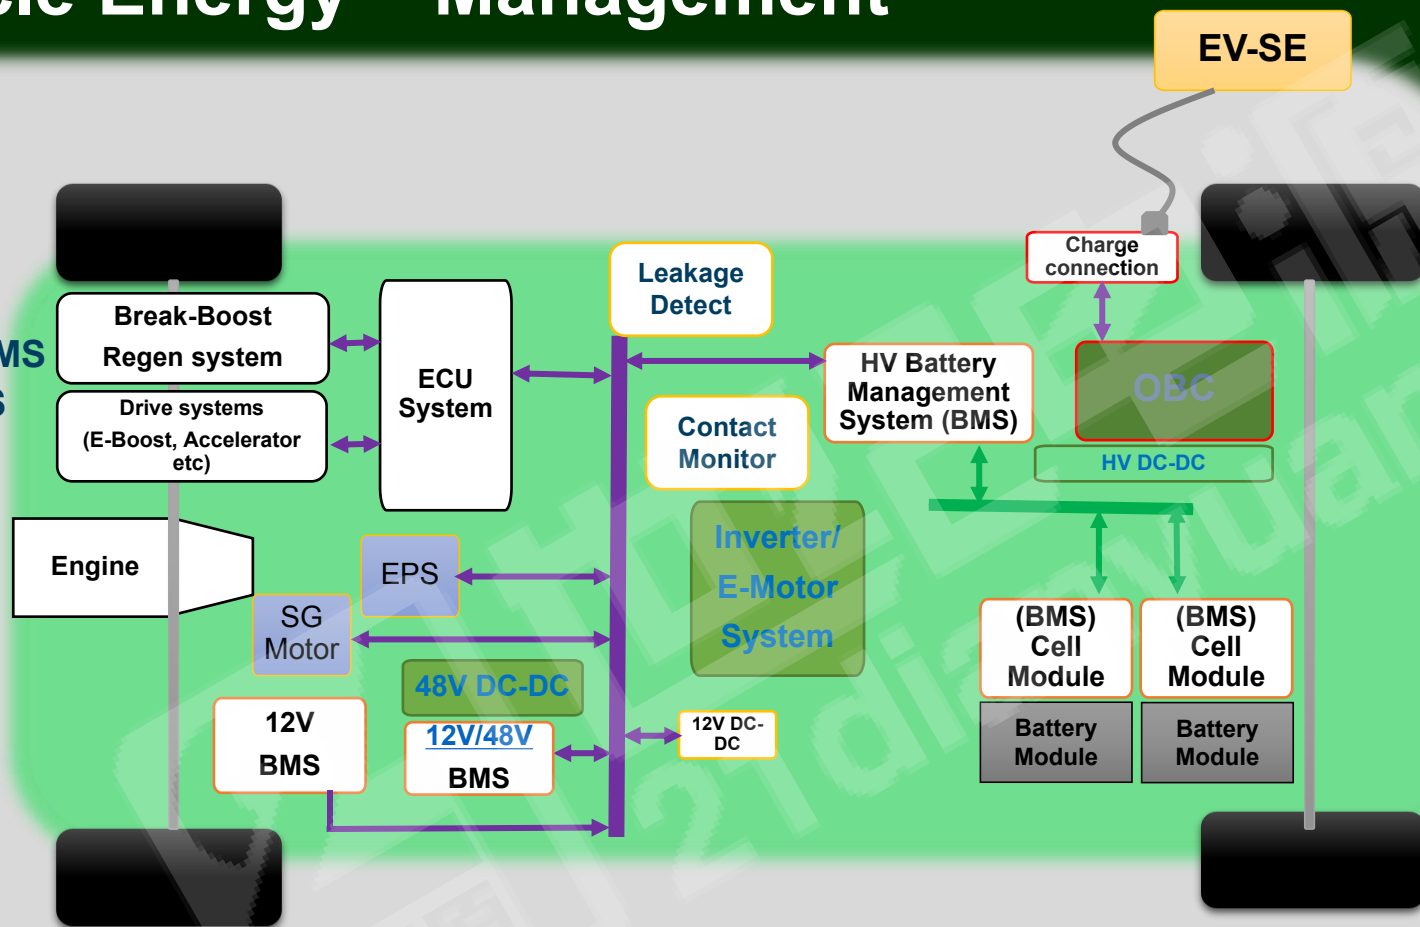 Energy Management
EV-SE
Charge
connection
Leakage
Detect
Break-Boost
Regen system
MS
S
Drive systems
(E-Boost, Accelerator
etc)
ECU
System
HV Battery
Management
System (BMS)
OBC
HV DC-DC
Contact
Monitor
Inverter/
E-Motor
System
Engine
EPS
SG
Motor
48V DC-DC
12V
BMS
12V/48V
BMS
12V DC-
DC
(BMS)
Cell
Module
(BMS)
Cell
Module
Battery
Module
Battery
Module